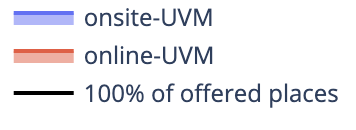 onsite-UVM
online-UVM
100% of offered places